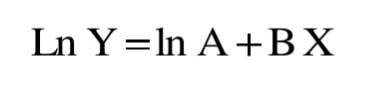 Ln Y=ln A+B X